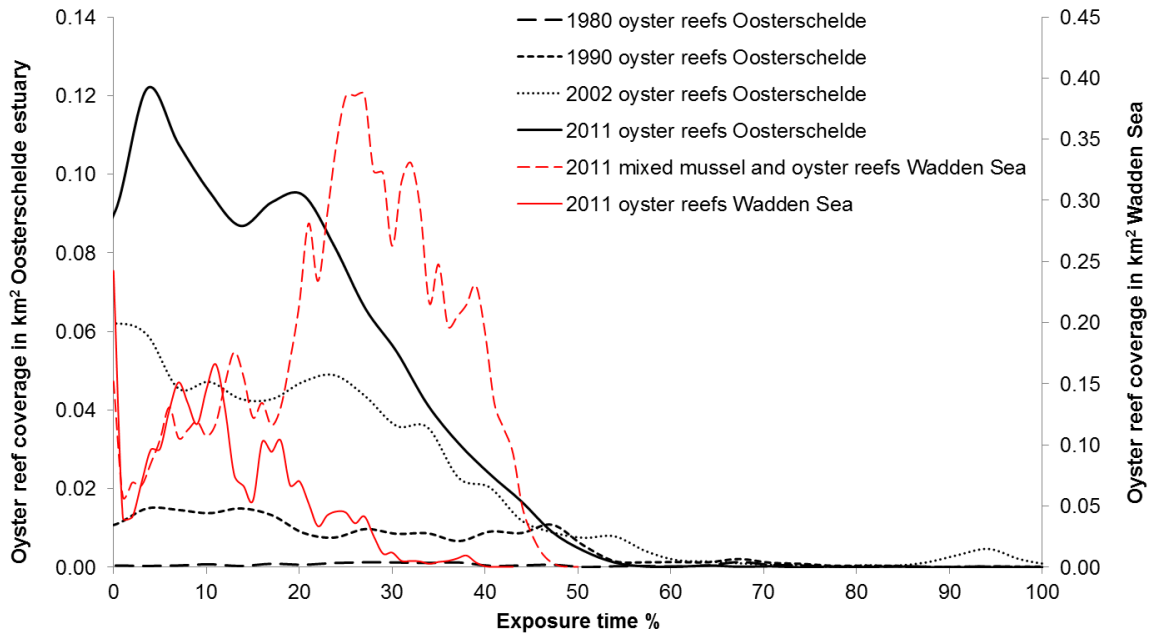 Oyster reef coverage in km² Oosterschelde estuary
0.14
0.12
0.10
0.08
0.06
0.04
0.02
0.00
1980 oyster reefs Oosterschelde
1990 oyster reefs Oosterschelde
2002 oyster reefs Oosterschelde
2011 oyster reefs Oosterschelde
2011 mixed mussel and oyster reefs Wadden Sea
2011 oyster reefs Wadden Sea
0.45
0.40
0.35
0.30
0.25
0.20
0.15
0.10
0.05
0.00
Oyster reef coverage in km² Wadden Sea
0 10 20 30 40 50 60 70 80 90 100
Exposure time %